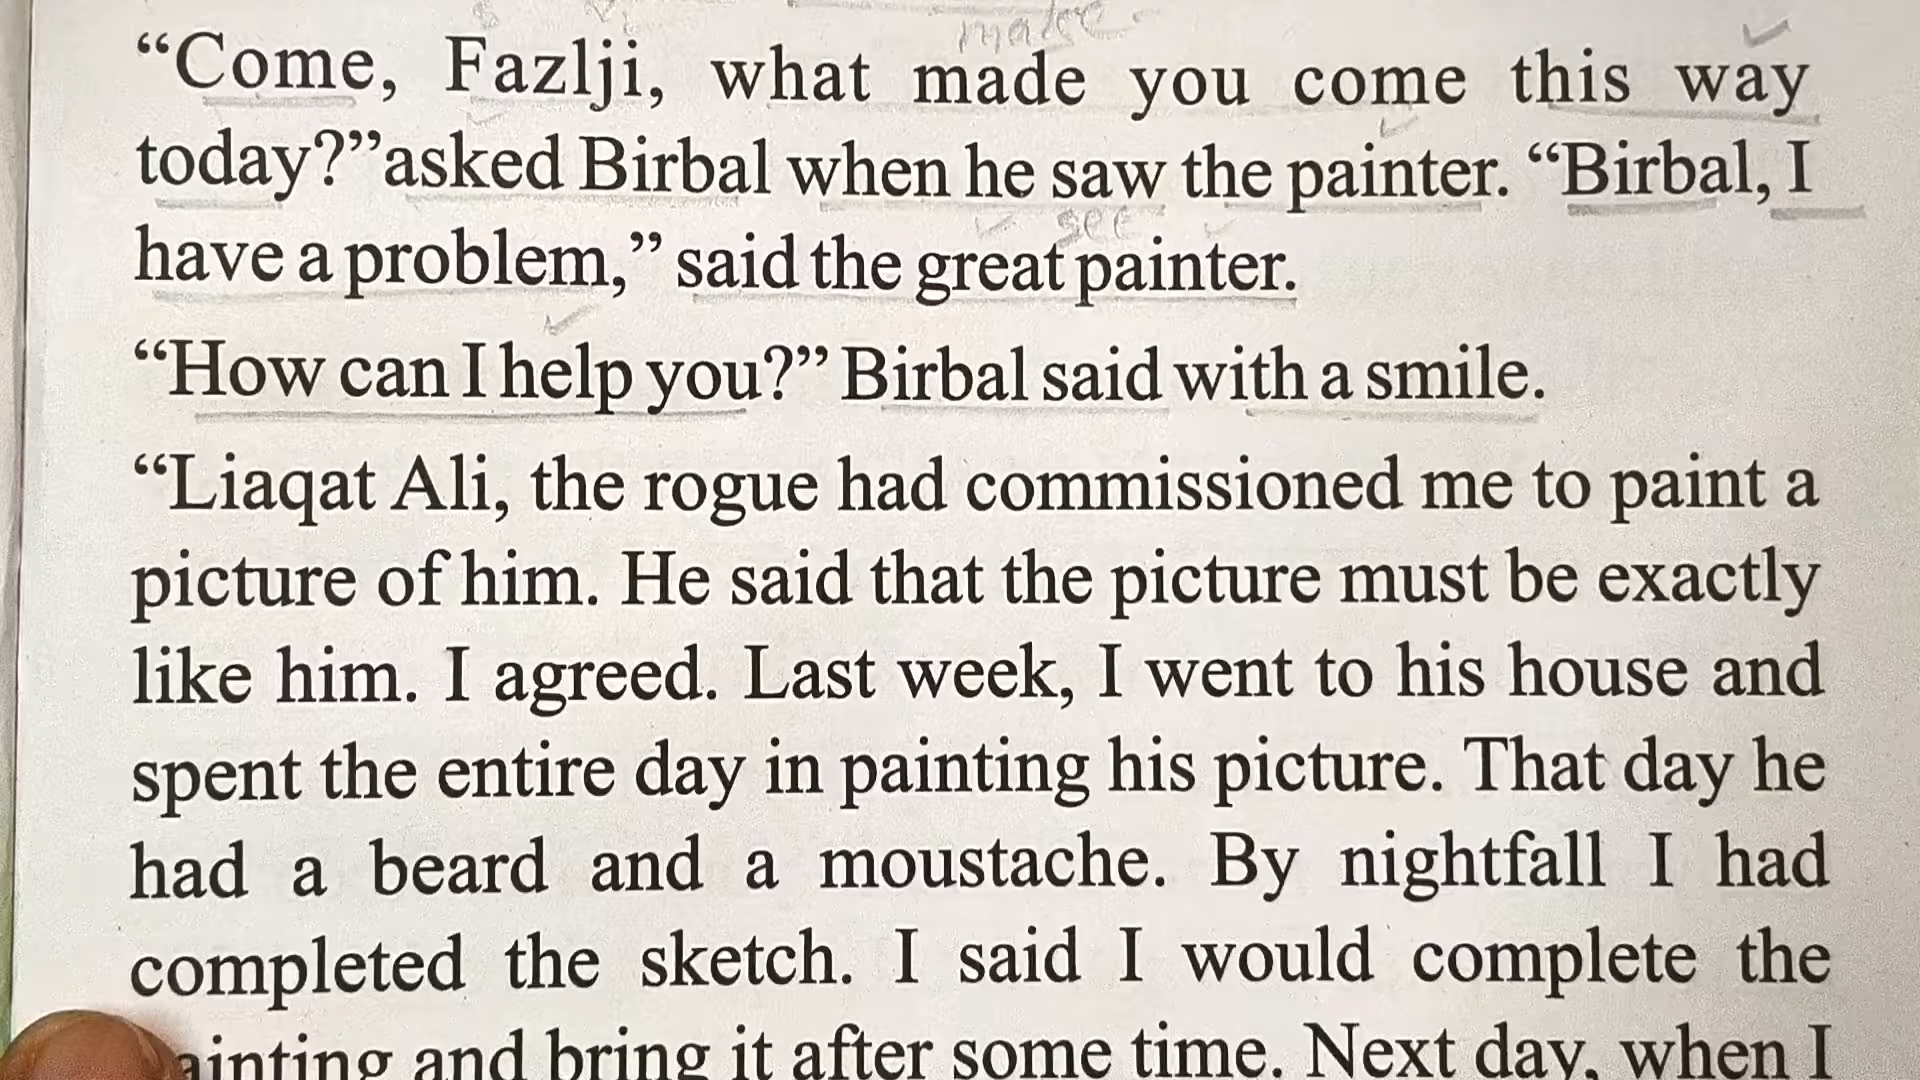 make
“Come, Fazlji, what made you come this way
today?”asked Birbal when he saw the painter. “Birbal, I
see
have a problem,” said the great painter.
“How can I help you?” Birbal said with a smile.
“Liaqat Ali, the rogue had commissioned me to paint a
picture of him. He said that the picture must be exactly
like him. I agreed. Last week, I went to his house and
spent the entire day in painting his picture. That day he
had a beard and a moustache. By nightfall I had
completed the sketch. I said I would complete the
ainting and bring it after some time. Next day, when I